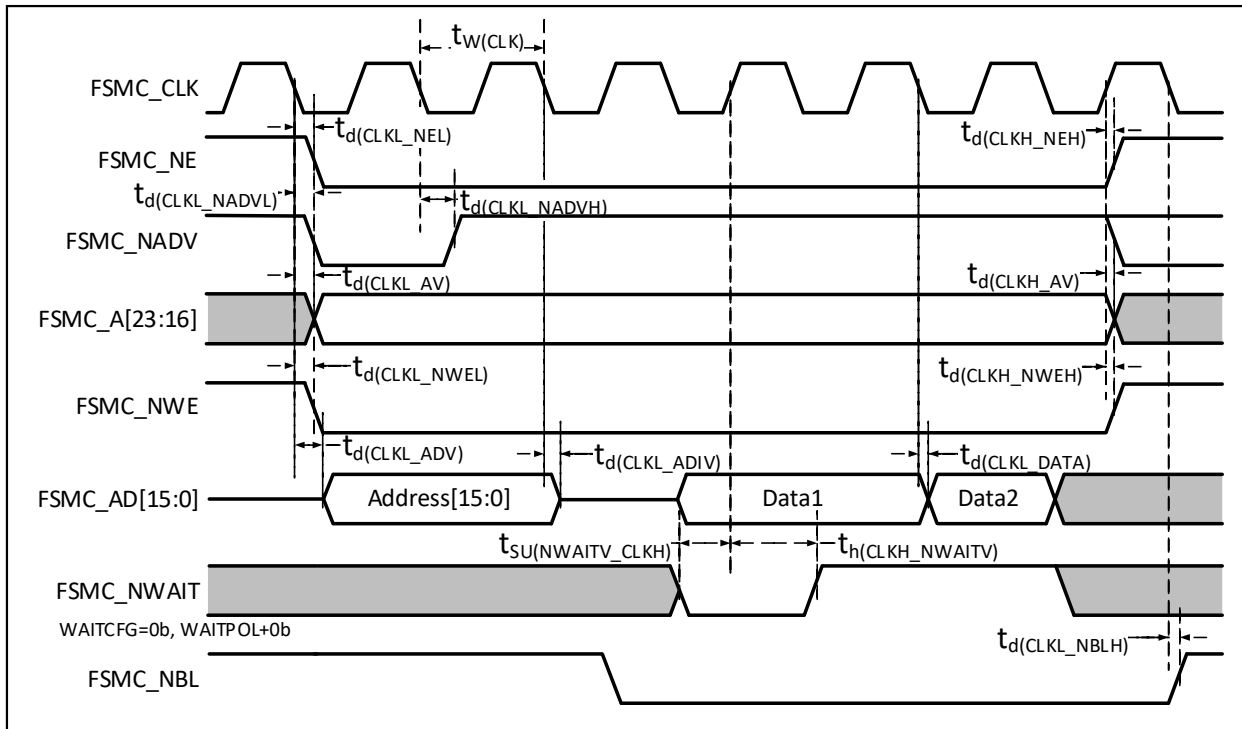 tW(CLK)
FSMC_CLK
td(CLKL_NEL)
td(CLKH_NEH)
FSMC_NE
td(CLKL_NADVL)
td(CLKL_NADVH)
FSMC_NADV
td(CLKL_AV)
td(CLKH_AV)
FSMC_A[23:16]
td(CLKL_NWEL)
td(CLKH_NWEH)
FSMC_NWE
td(CLKL_ADV)
td(CLKL_ADIV)
td(CLKL_DATA)
FSMC_AD[15:0]
Address[15:0]
Data1
Data2
tSU(NWAITV_CLKH)
th(CLKH_NWAITV)
FSMC_NWAIT
WAITCFG=0b, WAITPOL+0b
td(CLKL_NBLH)
FSMC_NBL